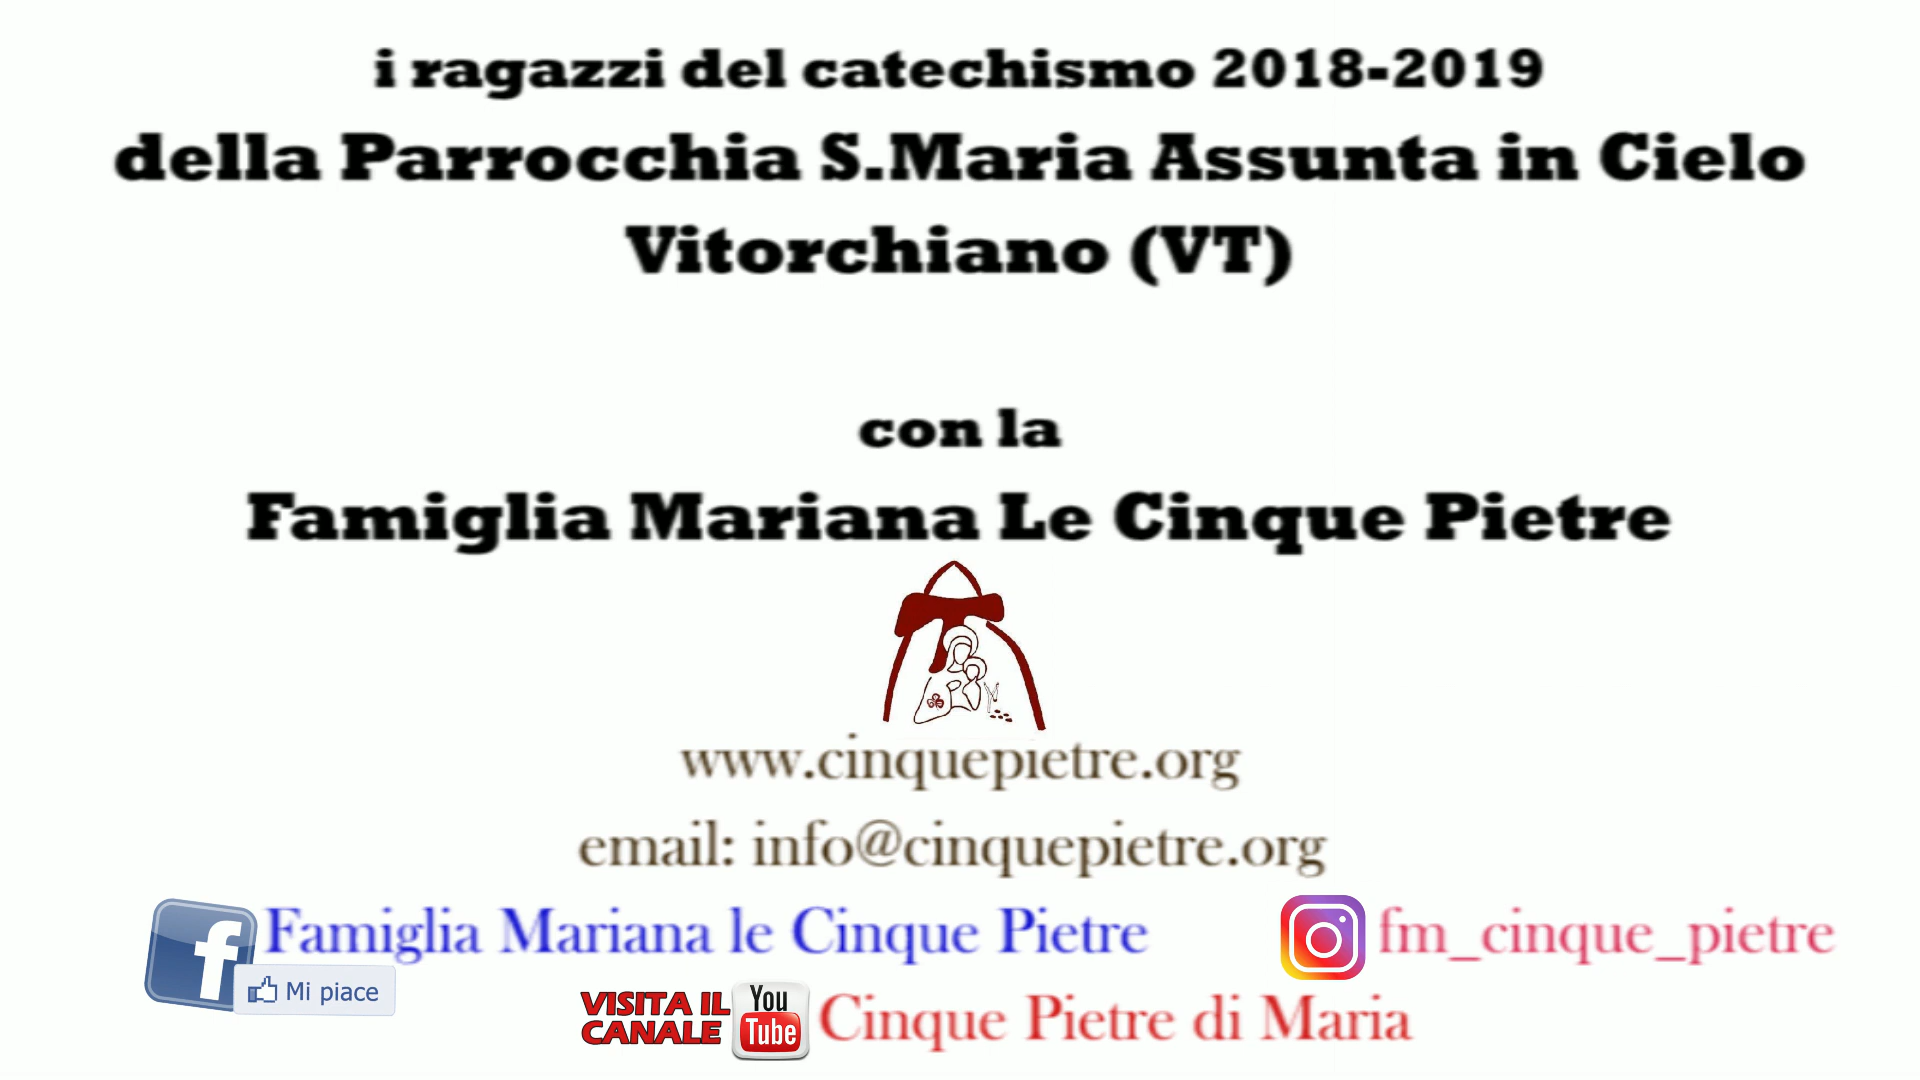 i ragazzi del catechismo 2018-2019
della Parrocchia S.Maria Assunta in Cielo
Vitorchiano (VT)
con la
Famiglia Mariana Le Cinque Pietre
www.cinquepietre.org
email: info@cinquepietre.org
f Famiglia Mariana le Cinque Pietre
Mi piace
fm_cinque_pietre
VISITA IL
CANALE
You
Tube
Cinque Pietre di Maria